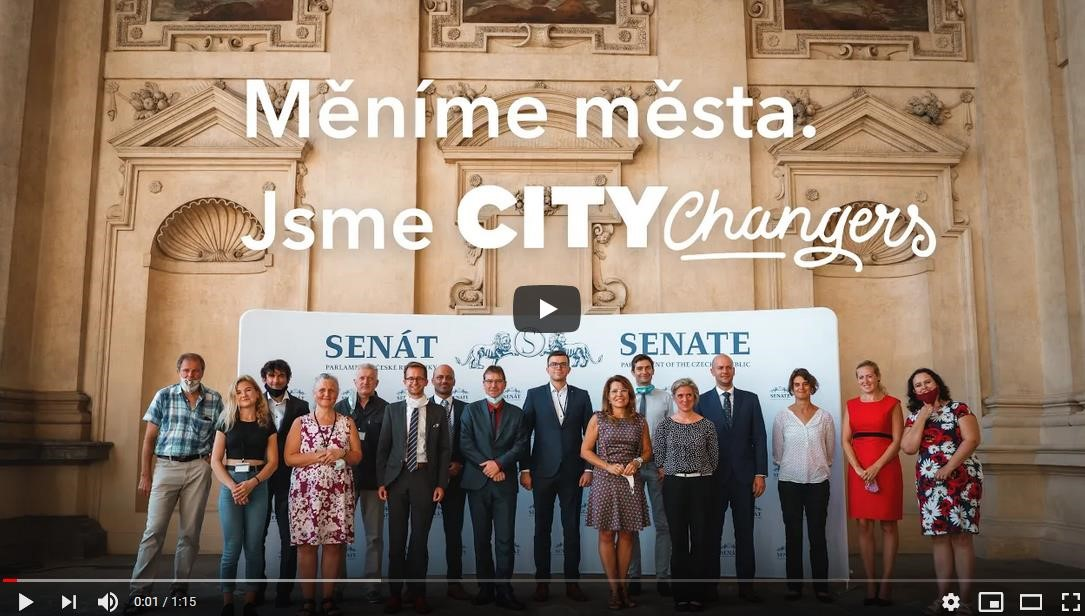 Měníme města.
Jsme CITY Changers
SENÁT
SENATE
0:01 / 1:15